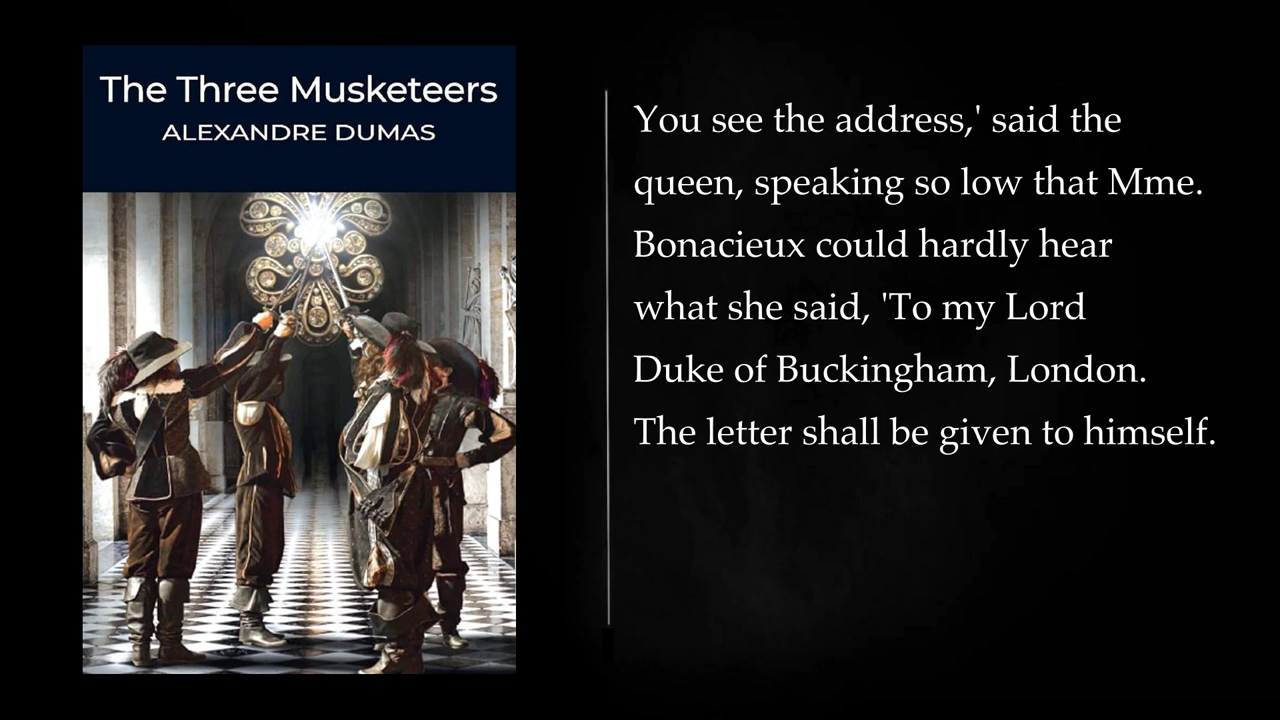 The Three Musketeers
ALEXANDRE DUMAS
You see the address,' said the
queen, speaking so low that Mme.
Bonacieux could hardly hear
what she said, 'To my Lord
Duke of Buckingham, London.
The letter shall be given to himself.